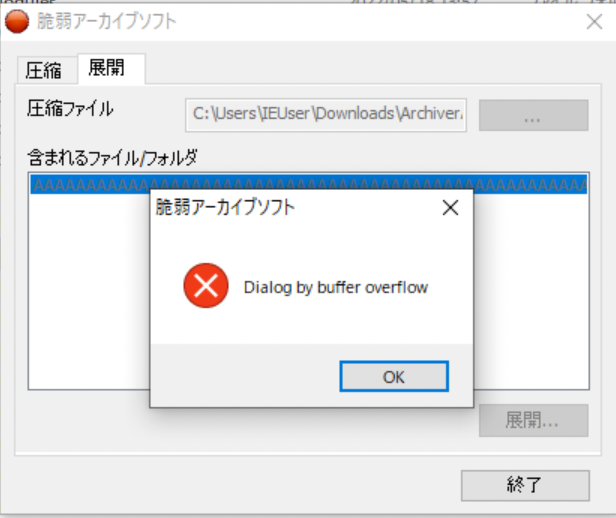 脆弱アーカイブソフト
圧縮 展開
圧縮ファイル C:\Users\IEUser\Downloads\Archiver. ...
含まれるファイル/フォルダ
脆弱アーカイブソフト
Dialog by buffer overflow
OK
展開...
終了